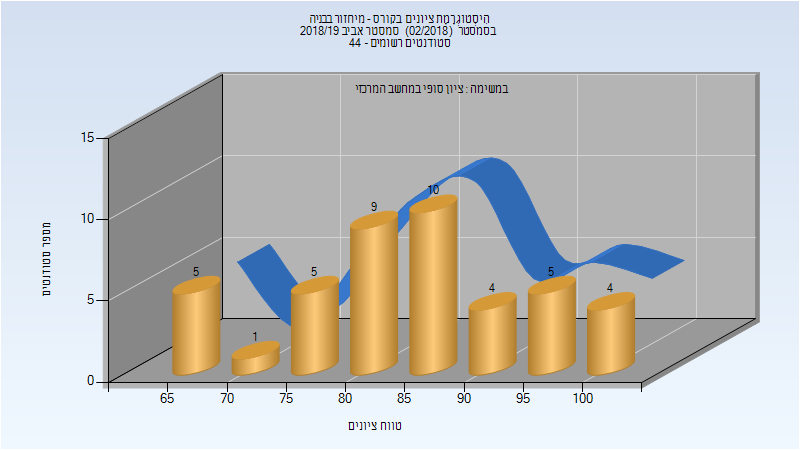 היסטוגרמת ציונים בקורס - מיחזור בבניה
בסמסטר (02/2018) סמסטר אביב 2018/19
סטודנטים רשומים - 44
במשימה : ציון סופי במחשב המרכזי
מספר סטודנטים
15
10
5
0
5
1
5
9
10
4
5
4
65 70 75 80 85 90 95 100
טווח ציונים